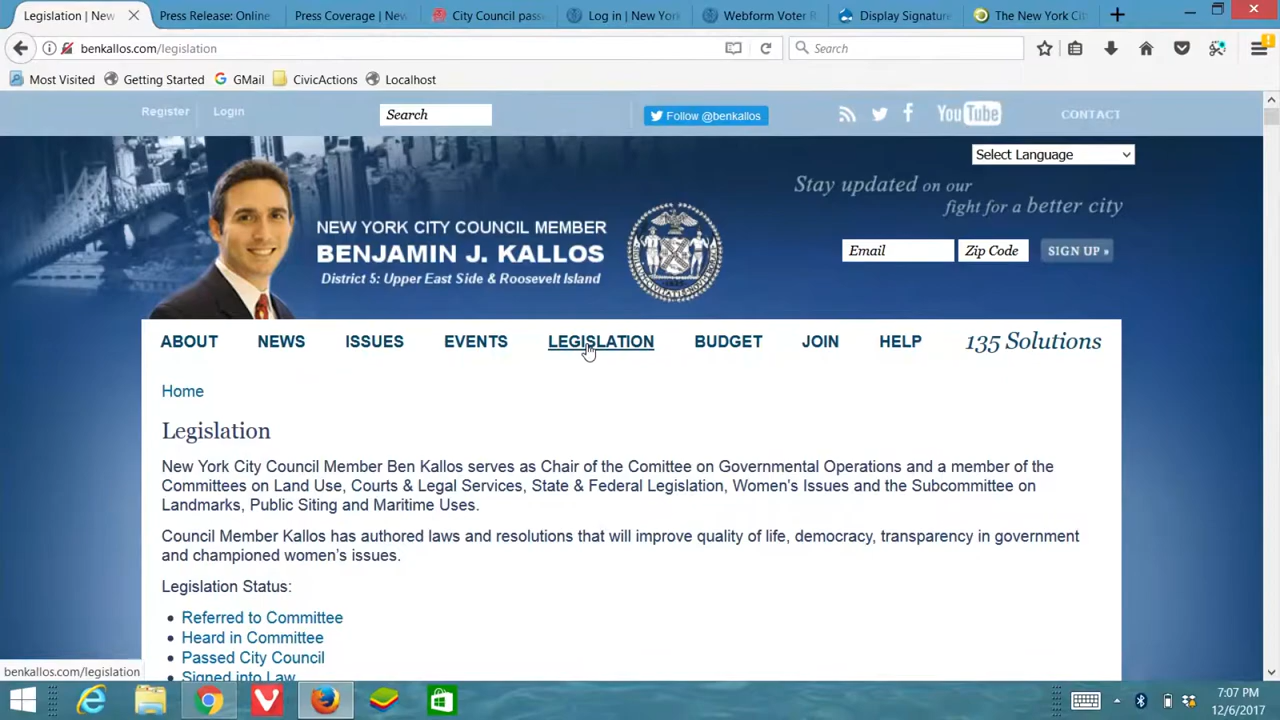 Legislation | New
Press Release: Online
Press Coverage | Nev
City Council pass
Log in | New York
Webform Voter R
Display Signature
The New York Cit
benkallos.com/legislation
Search
Most Visited
Getting Started
GMail
CivicActions
Localhost
Register
Login
Search
Follow @benkallos
YouTube
CONTACT
Select Language
Stay updated on our
fight for a better city
NEW YORK CITY COUNCIL MEMBER
BENJAMIN J. KALLOS
District 5: Upper East Side & Roosevelt Island
Email
Zip Code
SIGN UP »
ABOUT
NEWS
ISSUES
EVENTS
LEGISLATION
BUDGET
JOIN
HELP
135 Solutions
Home
Legislation
New York City Council Member Ben Kallos serves as Chair of the Comittee on Governmental Operations and a member of the
Committees on Land Use, Courts & Legal Services, State & Federal Legislation, Women's Issues and the Subcommittee on
Landmarks, Public Siting and Maritime Uses.
Council Member Kallos has authored laws and resolutions that will improve quality of life, democracy, transparency in government
and championed women's issues.
Legislation Status:
Referred to Committee
Heard in Committee
Passed City Council
Signed into Law
benkallos.com/legislation
7:07 PM
12/6/2017